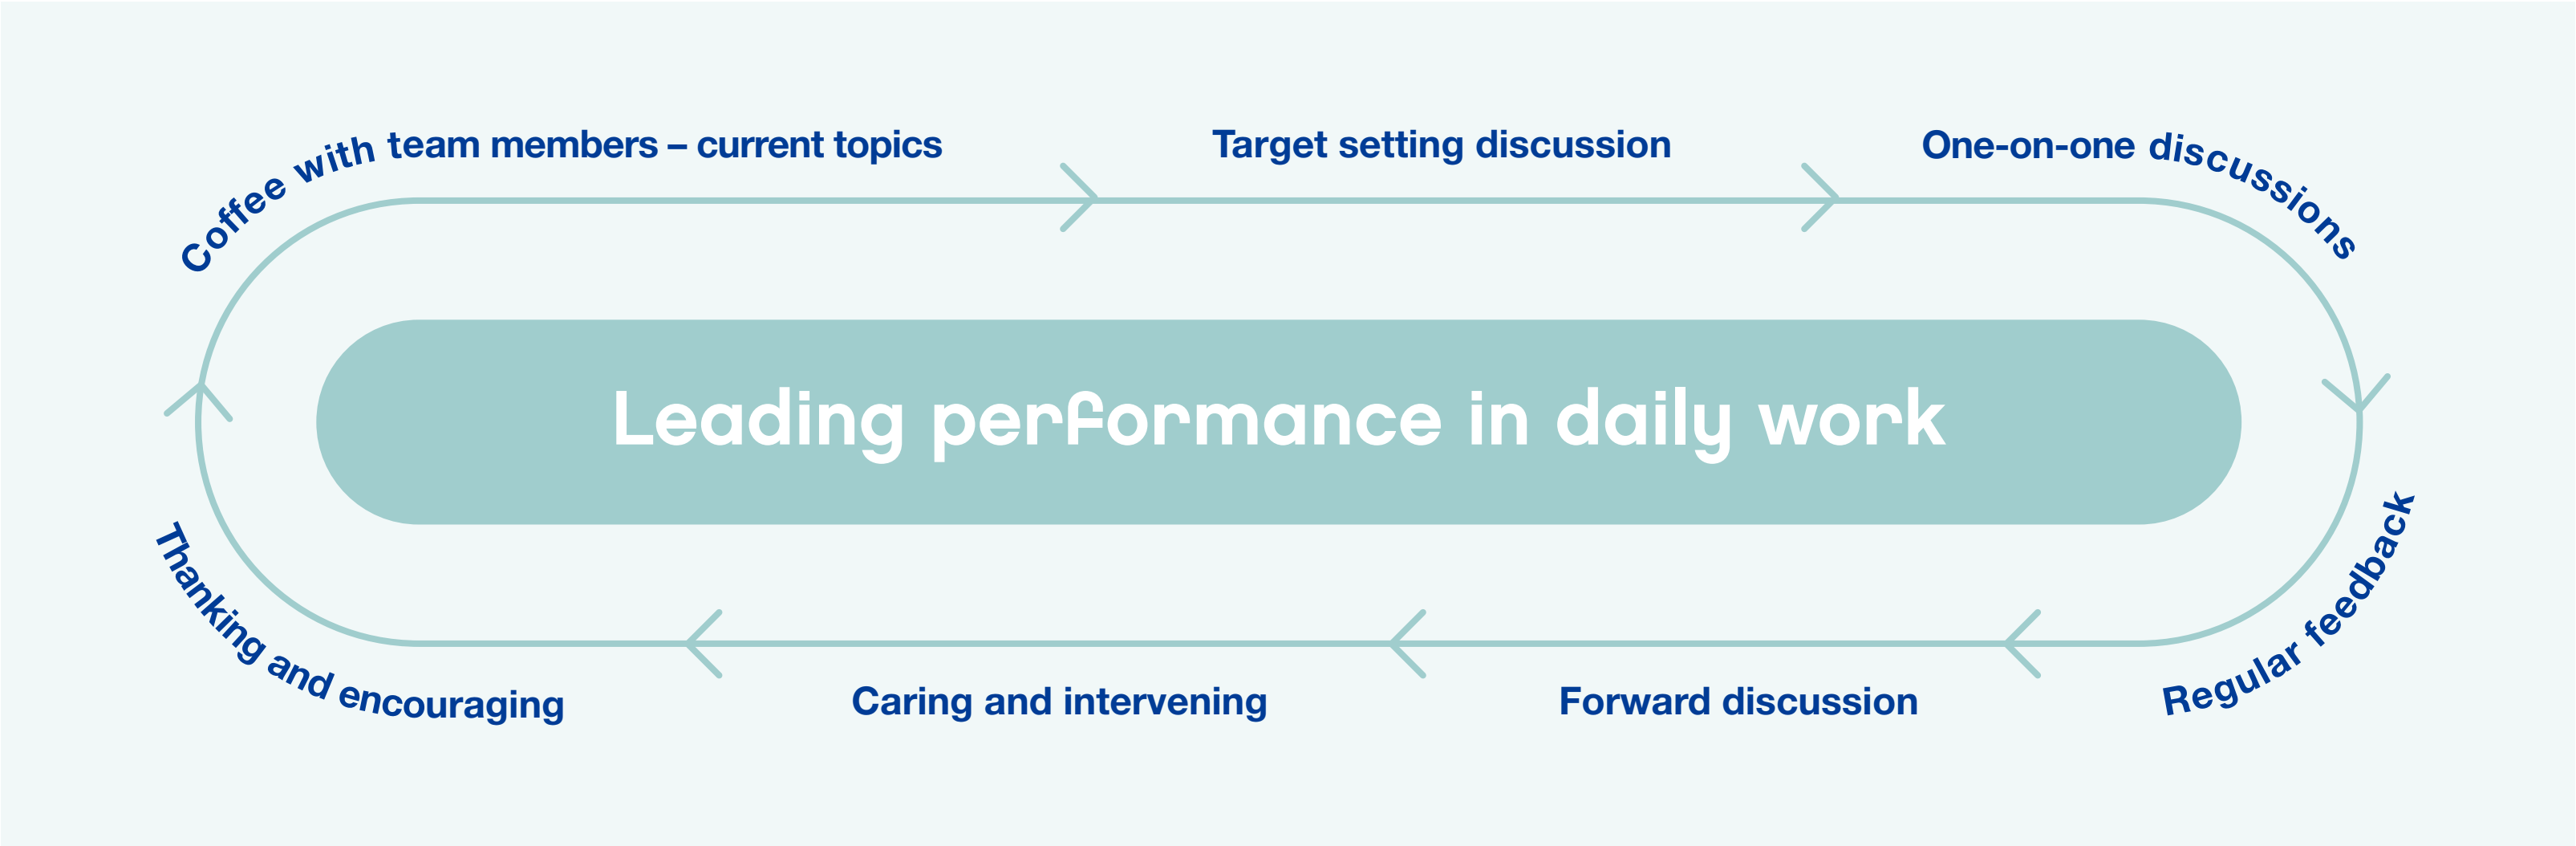 Coffee with team members – current topics
Target setting discussion
One-on-one discussions
Leading performance in daily work
Regular feedback
Forward discussion
Caring and intervening
Thanking and encouraging